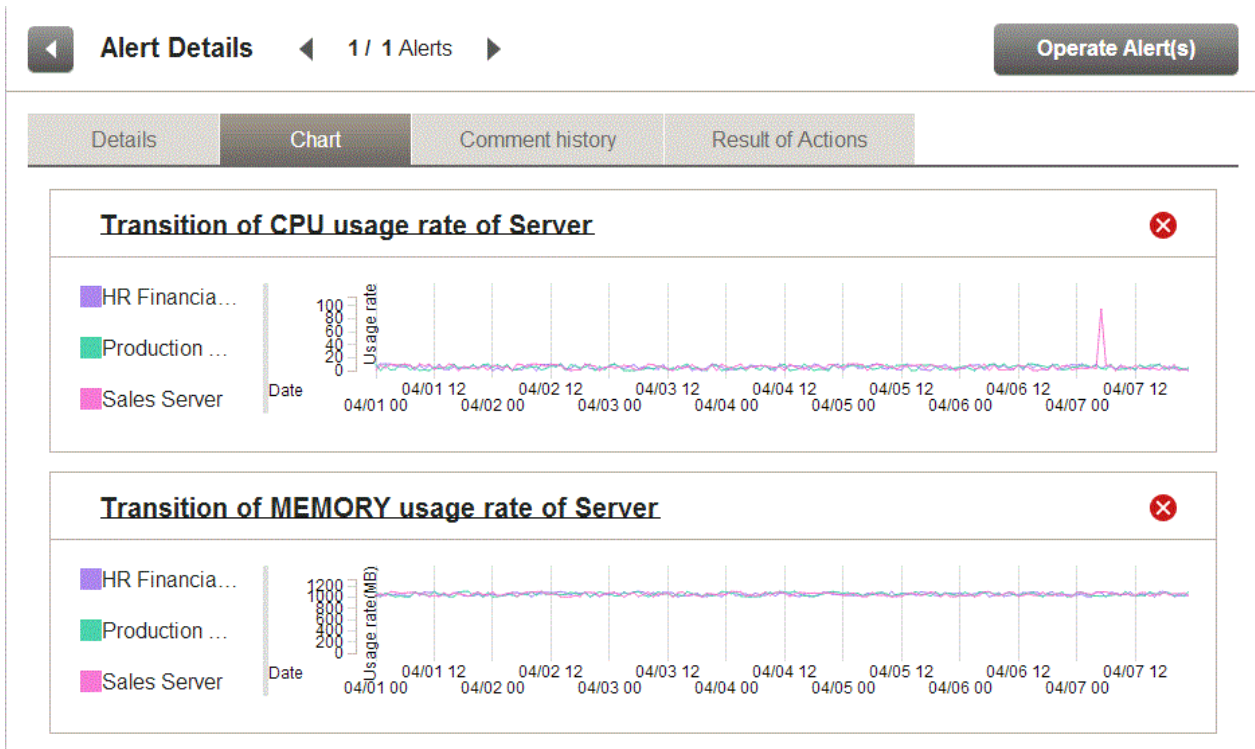 Alert Details 1 / 1 Alerts Operate Alert(s)
Details Chart Comment history Result of Actions
Transition of CPU usage rate of Server
HR Financia...
Production ...
Sales Server
100
80
60
40
20
0
Usage rate
Date
04/01 12 04/02 12 04/03 12 04/04 12 04/05 12 04/06 12 04/07 12
04/01 00 04/02 00 04/03 00 04/04 00 04/05 00 04/06 00 04/07 00
Transition of MEMORY usage rate of Server
HR Financia...
Production ...
Sales Server
1200
1000
800
600
400
200
0
Usage rate(MB)
Date
04/01 12 04/02 12 04/03 12 04/04 12 04/05 12 04/06 12 04/07 12
04/01 00 04/02 00 04/03 00 04/04 00 04/05 00 04/06 00 04/07 00